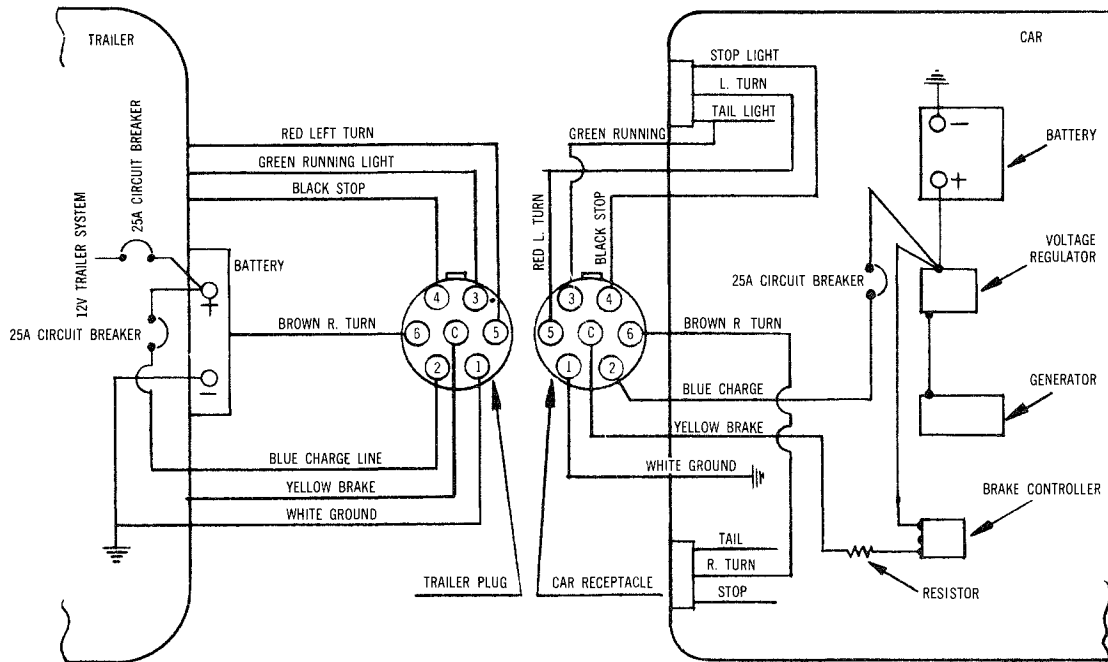 TRAILER
CAR
STOP LIGHT
L. TURN
TAIL LIGHT
GREEN RUNNING
RED LEFT TURN
GREEN RUNNING LIGHT
BLACK STOP
25A CIRCUIT BREAKER
12V TRAILER SYSTEM
25A CIRCUIT BREAKER
BATTERY
+
−
BROWN R. TURN
4
3
6
C
5
2
1
RED L. TURN
BLACK STOP
3
4
5
C
6
1
2
BROWN R TURN
BLUE CHARGE
YELLOW BRAKE
WHITE GROUND
25A CIRCUIT BREAKER
−
+
BATTERY
VOLTAGE
REGULATOR
GENERATOR
BRAKE CONTROLLER
RESISTOR
BLUE CHARGE LINE
YELLOW BRAKE
WHITE GROUND
TRAILER PLUG
CAR RECEPTACLE
TAIL
R. TURN
STOP